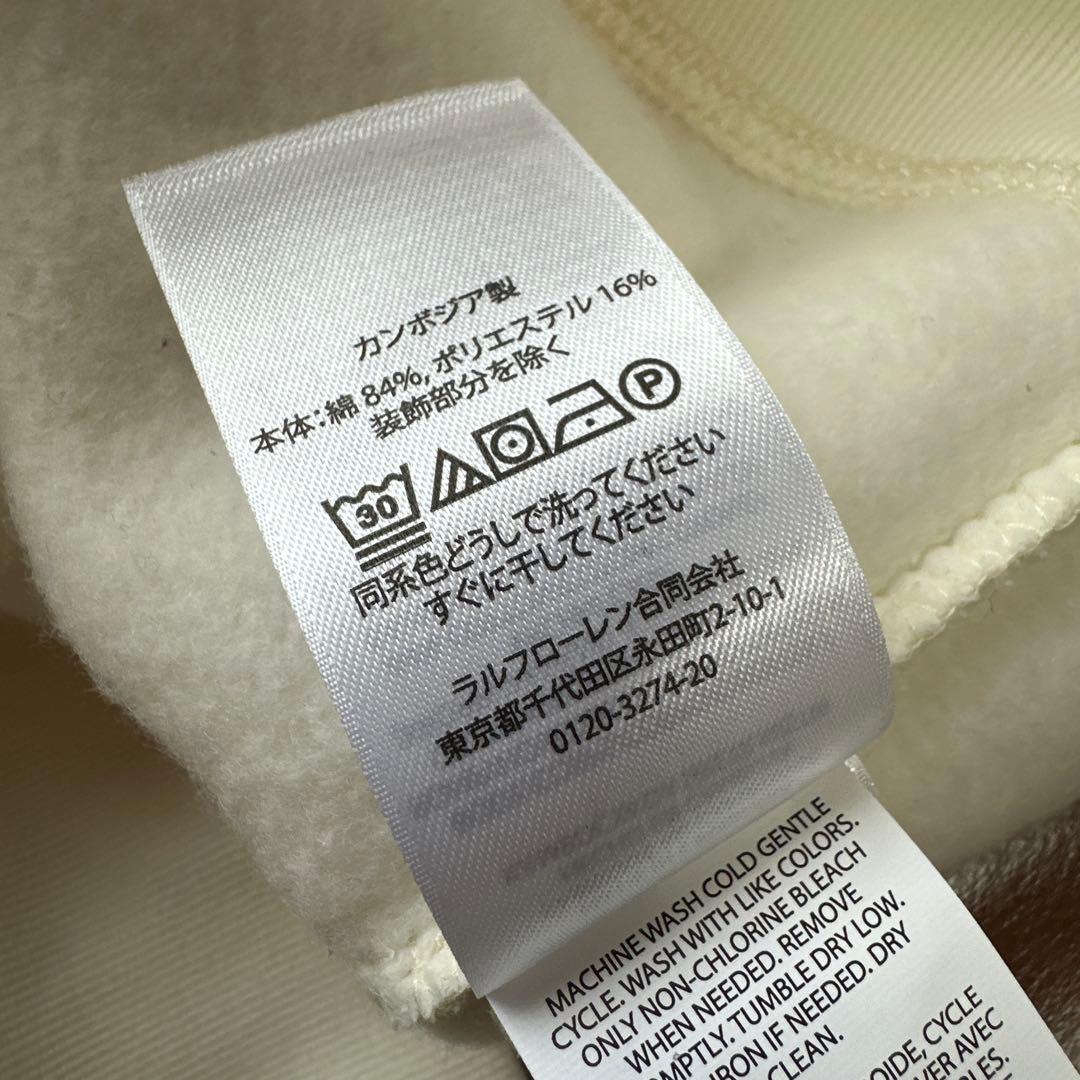 カンボジア製
本体:綿 84%, ポリエステル 16%
装飾部分を除く
30 P
同系色どうしで洗ってください
すぐに干してください
ラルフローレン合同会社
東京都千代田区永田町2-10-1
0120-3274-20
MACHINE WASH COLD GENTLE
CYCLE. WASH WITH LIKE COLORS.
ONLY NON-CHLORINE BLEACH
WHEN NEEDED. REMOVE
TUMBLE DRY LOW.
IF NEEDED. DRY
CLEAN.
CYCLE
AVEC